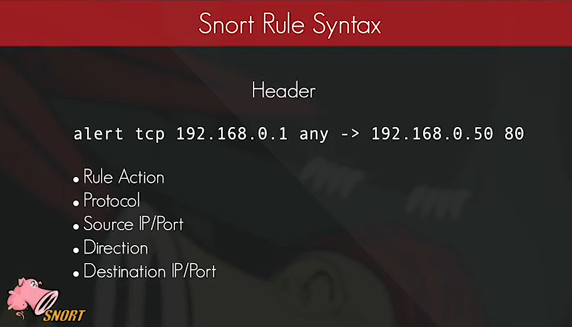 Snort Rule Syntax
Header
alert tcp 192.168.0.1 any -> 192.168.0.50 80
• Rule Action
• Protocol
• Source IP/Port
• Direction
• Destination IP/Port
SNORT